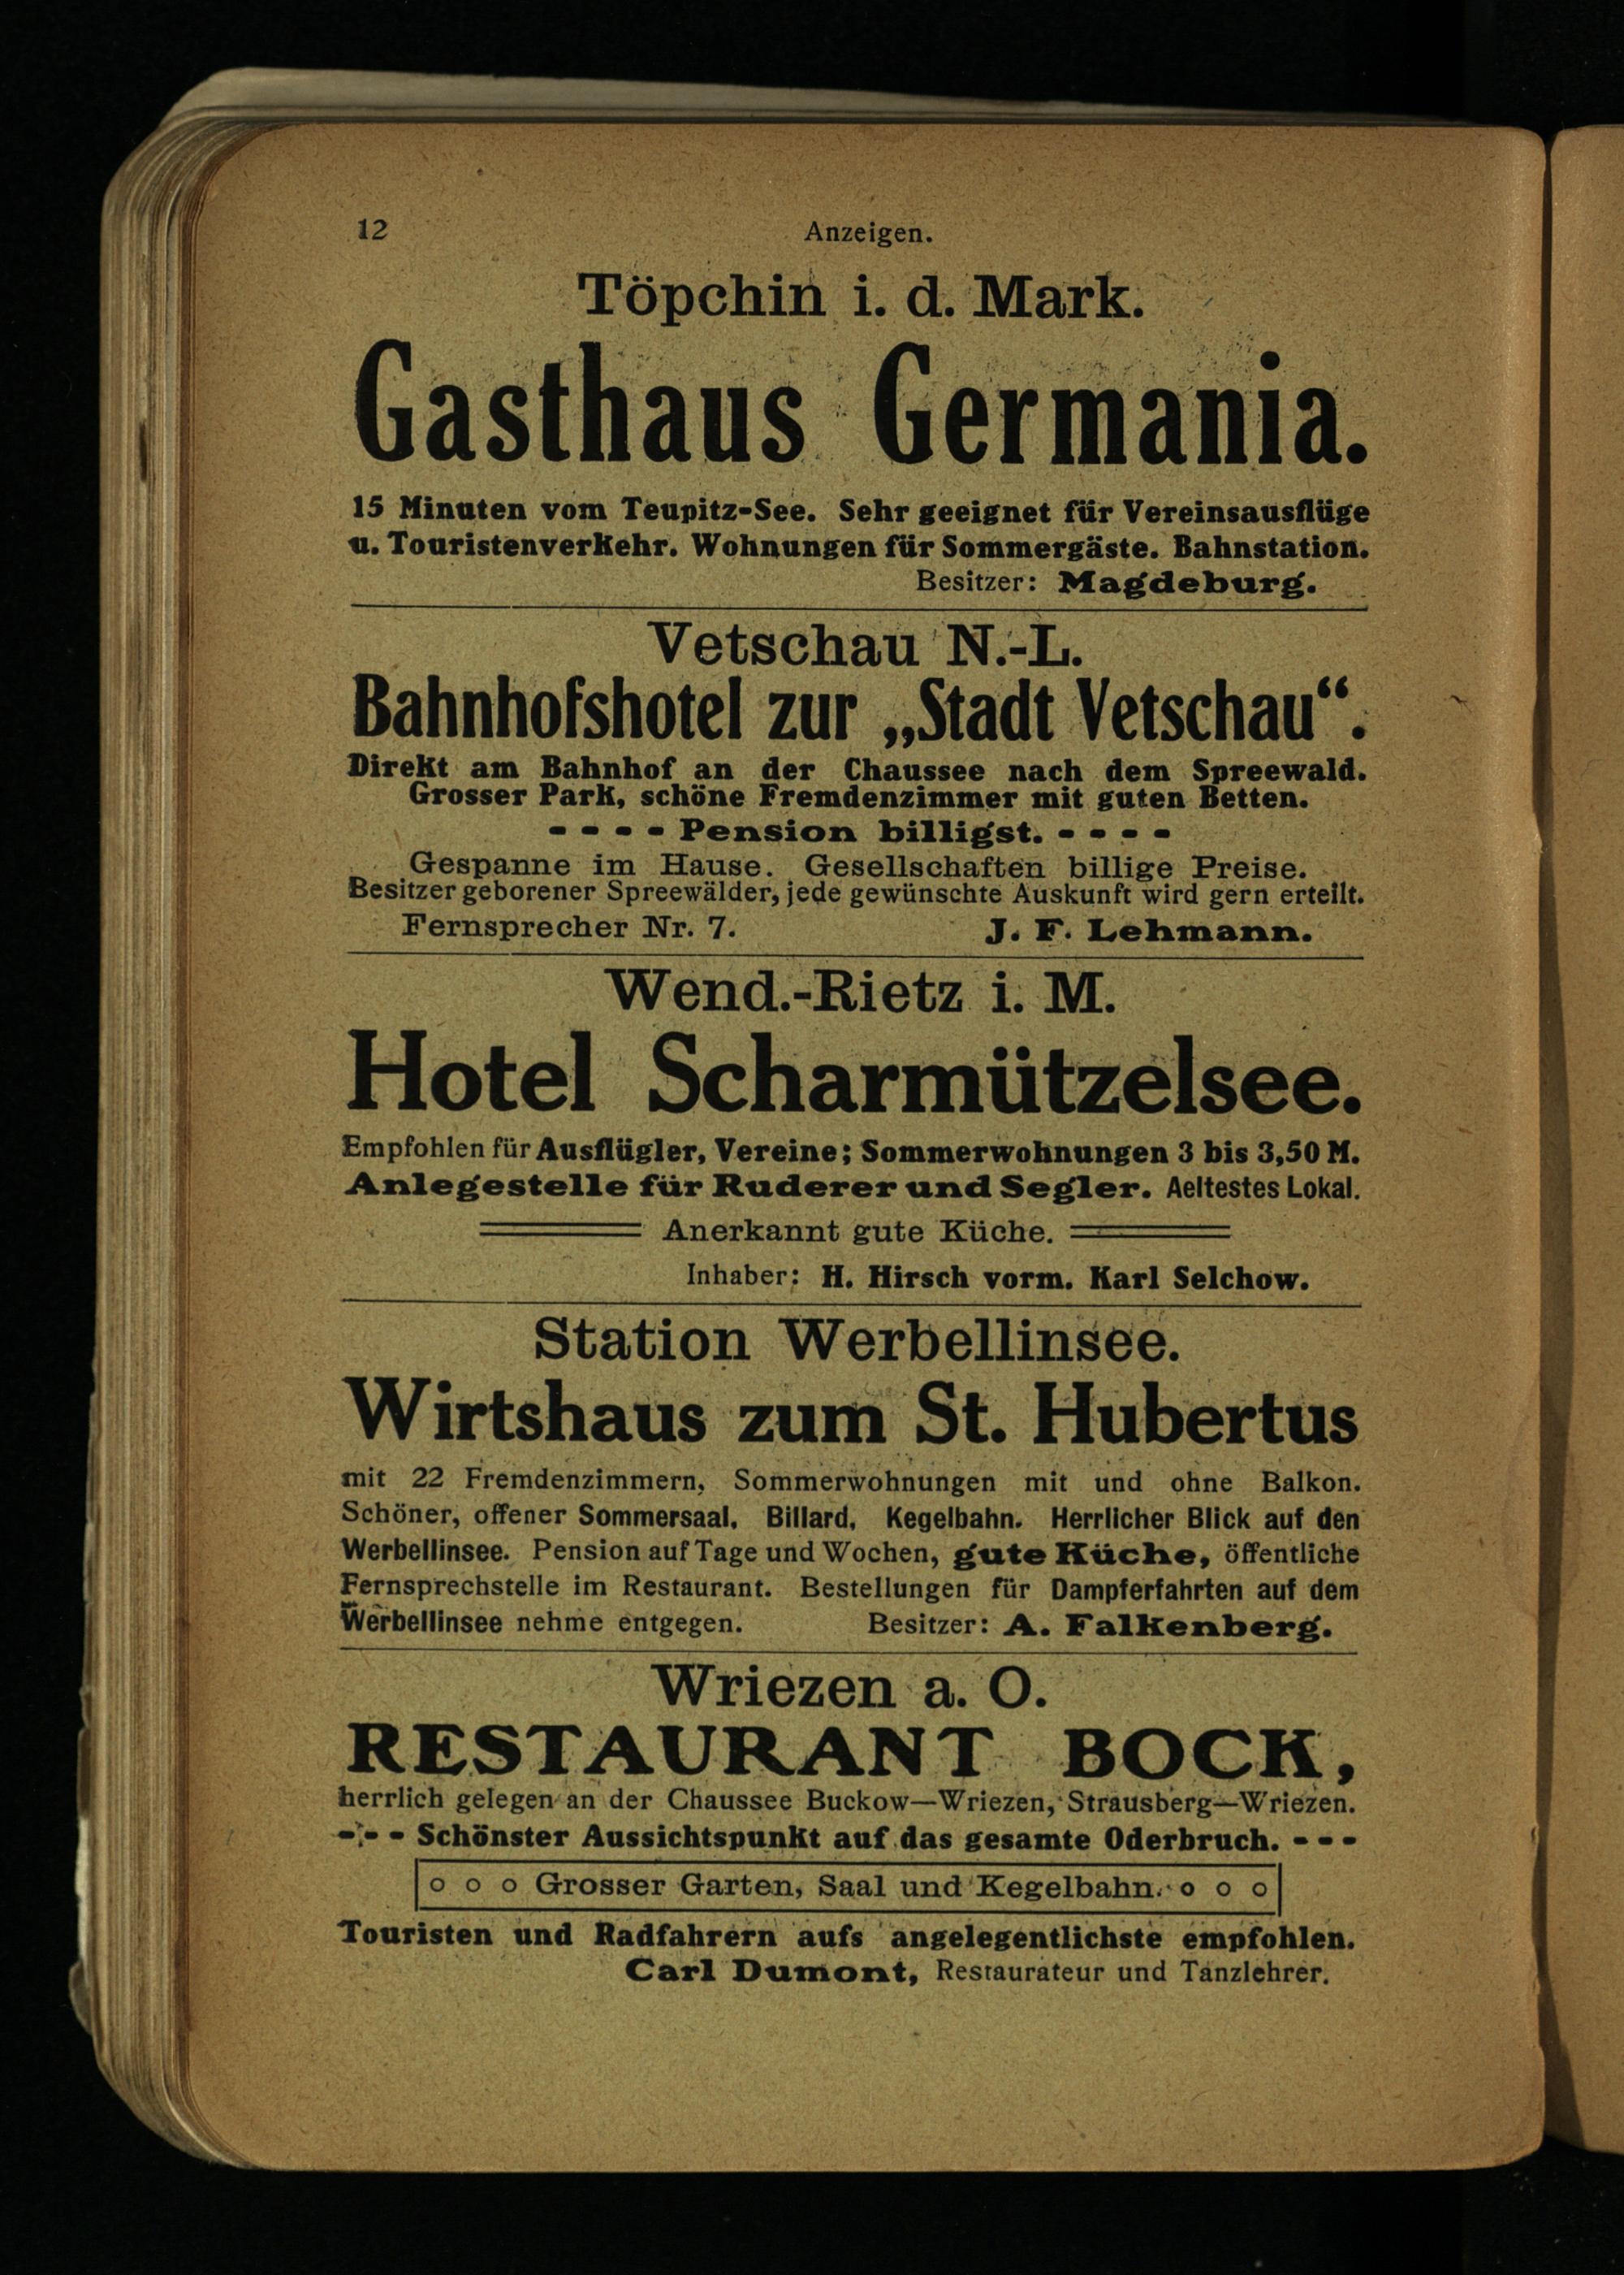 12
Anzeigen.
Töpchin i. d. Mark.
Gasthaus Germania.
15 Minuten vom Teupitz-See. Sehr geeignet für Vereinsausflüge
u. Touristenverkehr. Wohnungen für Sommergäste. Bahnstation.
Besitzer: Magdeburg.
Vetschau N.-L.
Bahnhofshotel zur „Stadt Vetschau“.
Direkt am Bahnhof an der Chaussee nach dem Spreewald.
Grosser Park, schöne Fremdenzimmer mit guten Betten.
- - - - Pension billigst. - - - -
Gespanne im Hause. Gesellschaften billige Preise.
Besitzer geborener Spreewälder, jede gewünschte Auskunft wird gern erteilt.
Fernsprecher Nr. 7. J. F. Lehmann.
Wend.-Rietz i. M.
Hotel Scharmützelsee.
Empfohlen für Ausflügler, Vereine; Sommerwohnungen 3 bis 3,50 M.
Anlegestelle für Ruderer und Segler. Aeltestes Lokal.
Anerkannt gute Küche.
Inhaber: H. Hirsch vorm. Karl Selchow.
Station Werbellinsee.
Wirtshaus zum St. Hubertus
mit 22 Fremdenzimmern, Sommerwohnungen mit und ohne Balkon.
Schöner, offener Sommersaal. Billard, Kegelbahn. Herrlicher Blick auf den
Werbellinsee. Pension auf Tage und Wochen, gute Küche, öffentliche
Fernsprechstelle im Restaurant. Bestellungen für Dampferfahrten auf dem
Werbellinsee nehme entgegen. Besitzer: A. Falkenberg.
Wriezen a. O.
RESTAURANT BOCK,
herrlich gelegen an der Chaussee Buckow—Wriezen, Strausberg—Wriezen.
- - - Schönster Aussichtspunkt auf das gesamte Oderbruch. - - -
o o o Grosser Garten, Saal und Kegelbahn. o o o
Touristen und Radfahrern aufs angelegentlichste empfohlen.
Carl Dumont, Restaurateur und Tanzlehrer.